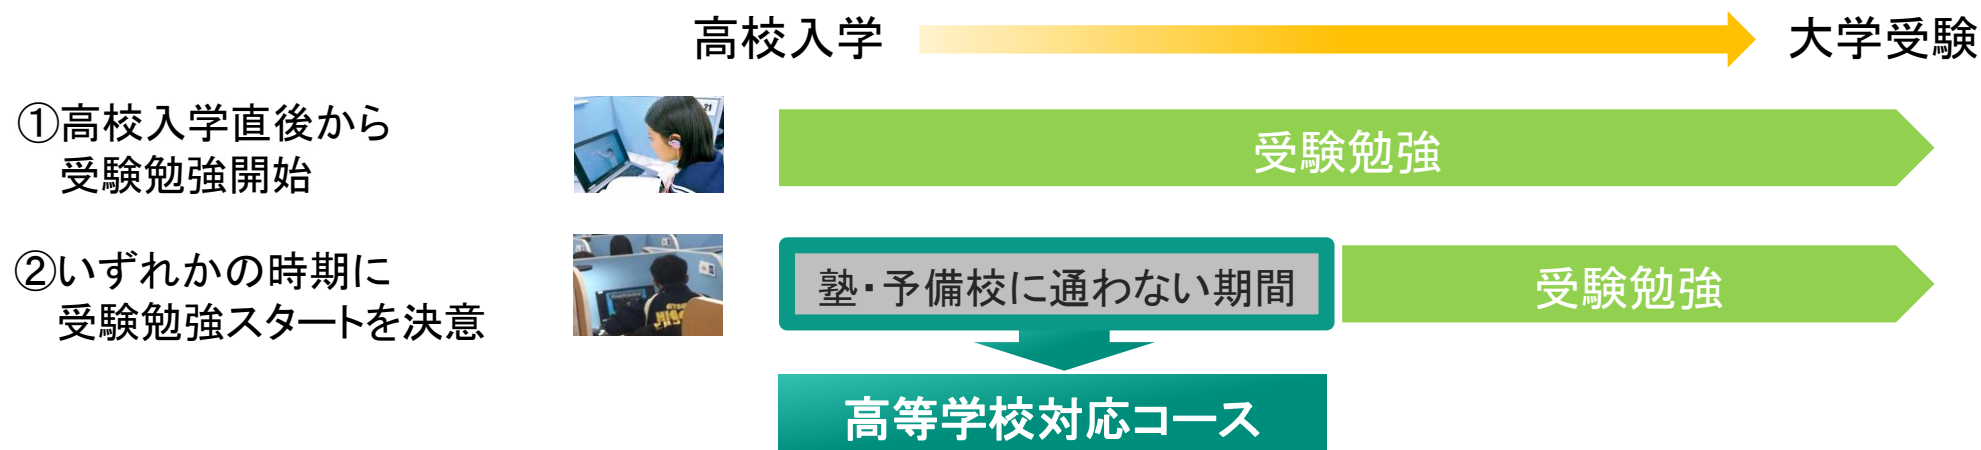 高校入学
大学受験
①高校入学直後から
受験勉強開始
受験勉強
②いずれかの時期に
受験勉強スタートを決意
塾・予備校に通わない期間
受験勉強
高等学校対応コース